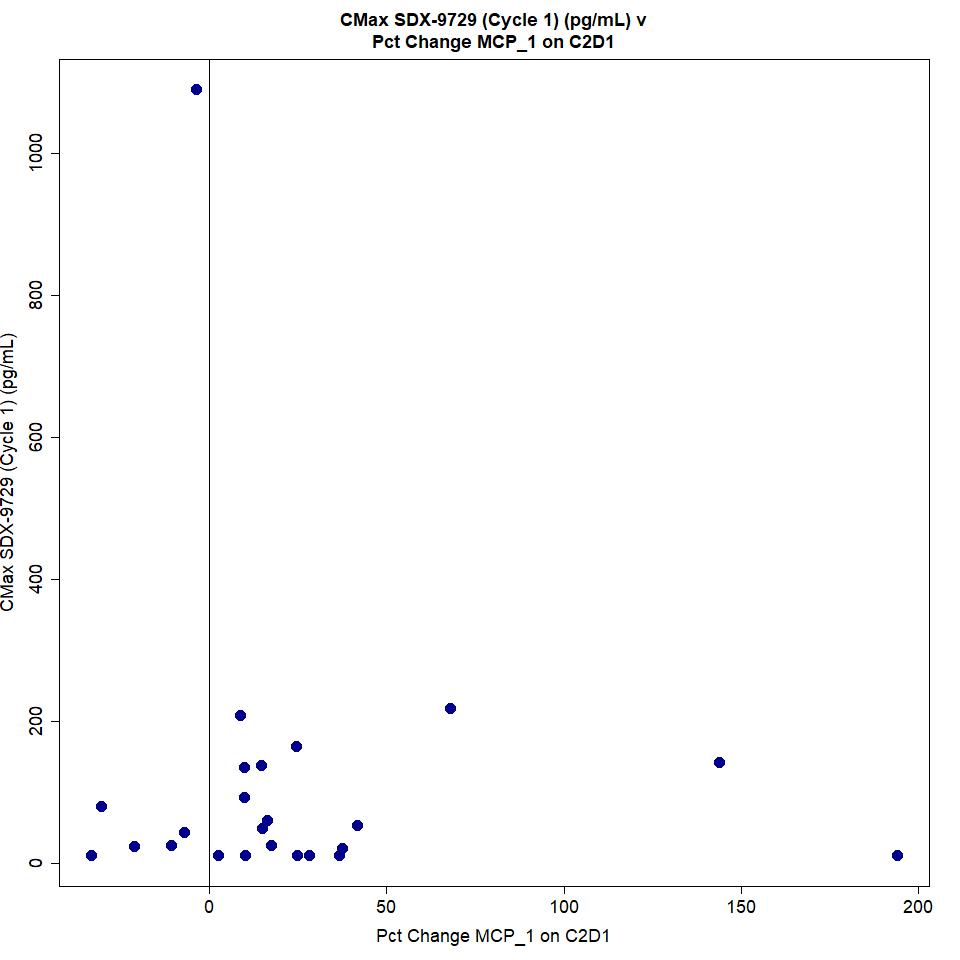 CMax SDX-9729 (Cycle 1) (pg/mL) v
Pct Change MCP_1 on C2D1
1000
800
600
400
200
0
CMax SDX-9729 (Cycle 1) (pg/mL)
0 50 100 150 200
Pct Change MCP_1 on C2D1